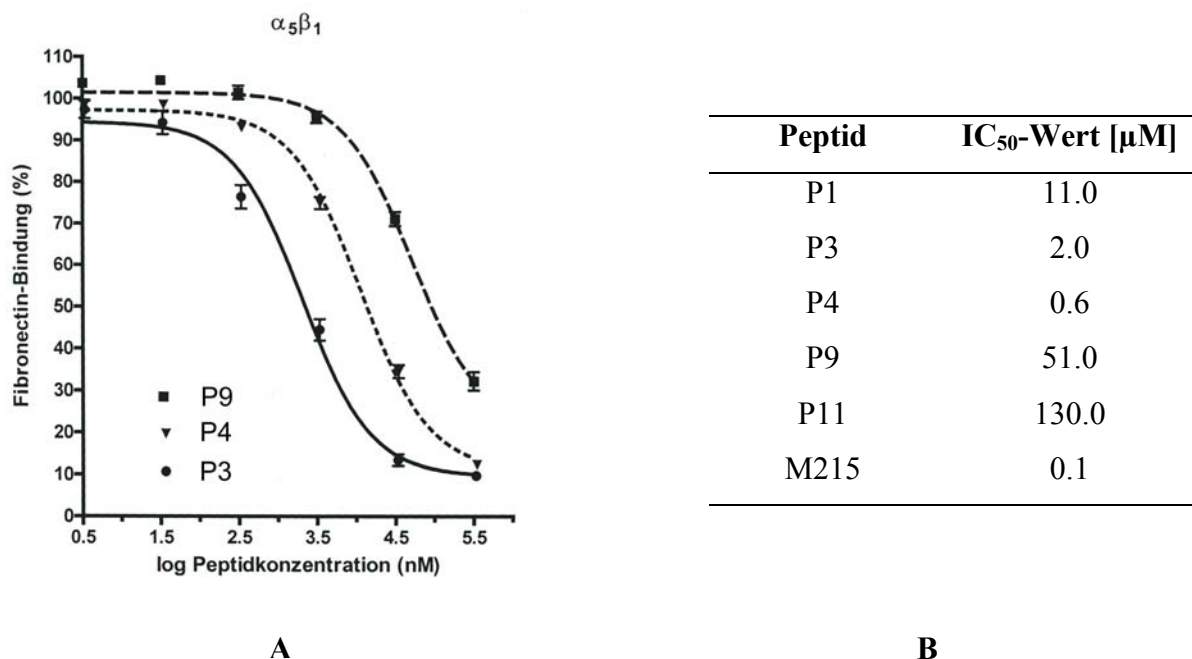 α5β1
110
100
90
80
70
60
50
40
30
20
10
0
Fibronectin-Bindung (%)
P9
P4
P3
0.5 1.5 2.5 3.5 4.5 5.5
log Peptidkonzentration (nM)
A
Peptid IC50-Wert [µM]
P1 11.0
P3 2.0
P4 0.6
P9 51.0
P11 130.0
M215 0.1
B